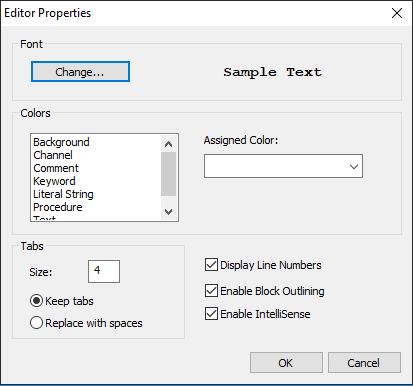 Editor Properties
Font
Change...
Sample Text
Colors
Background
Channel
Comment
Keyword
Literal String
Procedure
Text
Assigned Color:
Tabs
Size: 4
Keep tabs
Replace with spaces
Display Line Numbers
Enable Block Outlining
Enable IntelliSense
OK Cancel